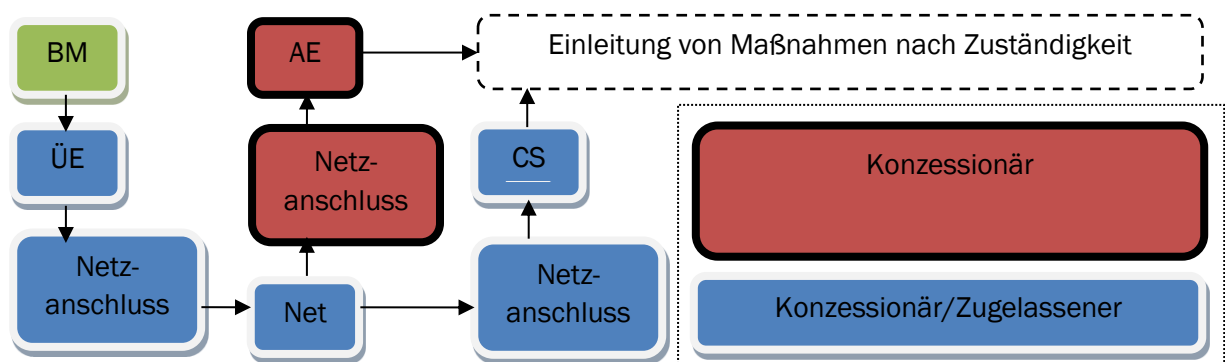 BM
AE
Einleitung von Maßnahmen nach Zuständigkeit
ÜE
Netz-
anschluss
CS
Konzessionär
Netz-
anschluss
Net
Netz-
anschluss
Konzessionär/Zugelassener